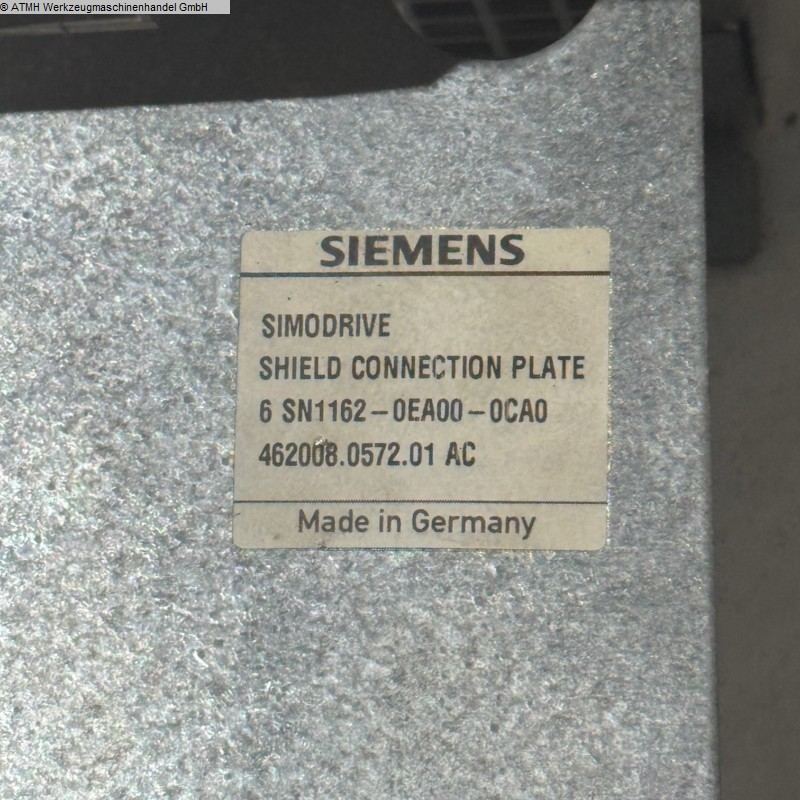 © ATMH Werkzeugmaschinenhandel GmbH
SIEMENS
SIMODRIVE
SHIELD CONNECTION PLATE
6 SN1162-0EA00-0CA0
462008.0572.01 AC
Made in Germany